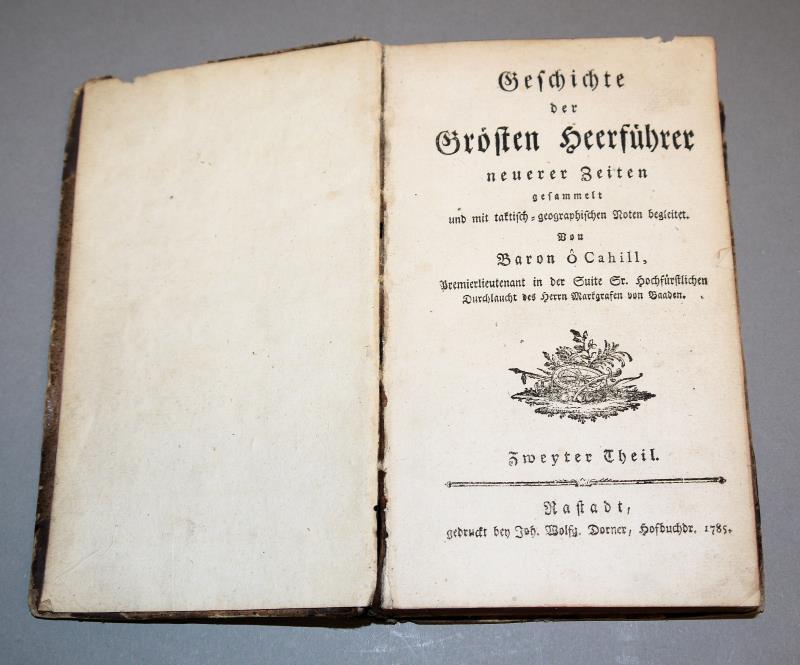 Geſchichte
der
Gröſten Heerführer
neuerer Zeiten
geſammelt
und mit taktiſch-geographiſchen Noten begleitet.
Von
Baron Ô Cahill,
Premierlieutenant in der Suite Sr. Hochfürſtlichen
Durchlaucht des Herrn Markgrafen von Baaden.
Zweyter Theil.
Raſtadt,
gedruckt bey Joh. Wolfg. Dorner, Hofbuchdr. 1785.